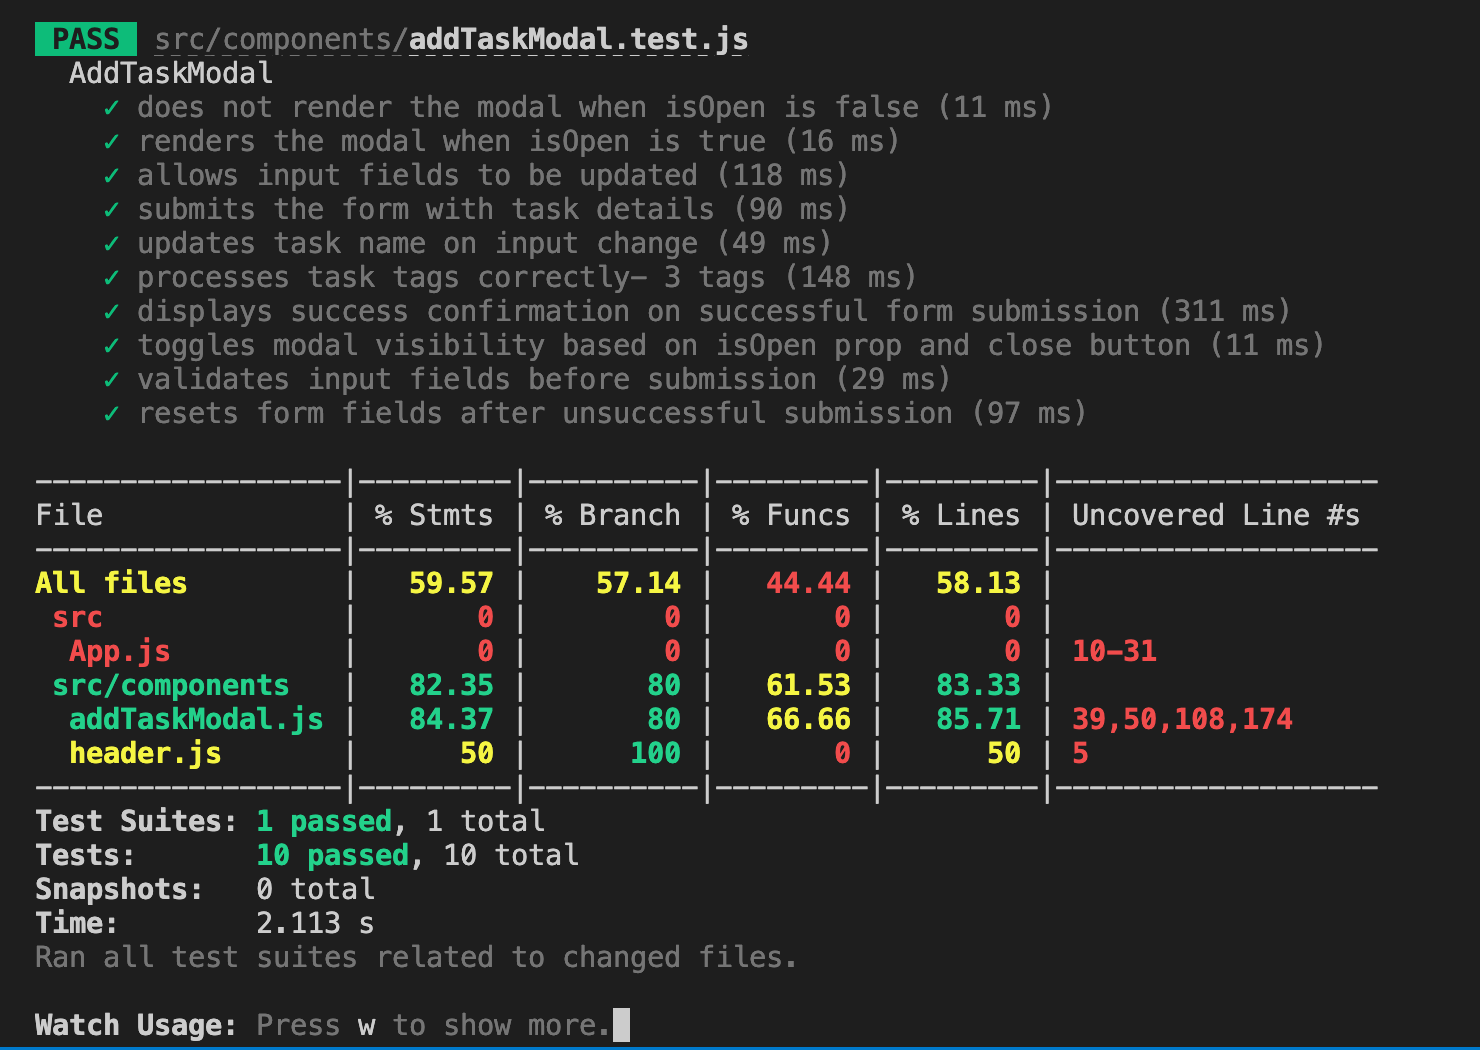 PASS src/components/addTaskModal.test.js
AddTaskModal
✓ does not render the modal when isOpen is false (11 ms)
✓ renders the modal when isOpen is true (16 ms)
✓ allows input fields to be updated (118 ms)
✓ submits the form with task details (90 ms)
✓ updates task name on input change (49 ms)
✓ processes task tags correctly- 3 tags (148 ms)
✓ displays success confirmation on successful form submission (311 ms)
✓ toggles modal visibility based on isOpen prop and close button (11 ms)
✓ validates input fields before submission (29 ms)
✓ resets form fields after unsuccessful submission (97 ms)
------------------|---------|----------|---------|---------|-------------------
File              | % Stmts | % Branch | % Funcs | % Lines | Uncovered Line #s
------------------|---------|----------|---------|---------|-------------------
All files         |   59.57 |    57.14 |   44.44 |   58.13 |
 src              |       0 |        0 |       0 |       0 |
  App.js          |       0 |        0 |       0 |       0 | 10-31
 src/components   |   82.35 |       80 |   61.53 |   83.33 |
  addTaskModal.js |   84.37 |       80 |   66.66 |   85.71 | 39,50,108,174
  header.js       |      50 |      100 |       0 |      50 | 5
------------------|---------|----------|---------|---------|-------------------
Test Suites: 1 passed, 1 total
Tests:       10 passed, 10 total
Snapshots:   0 total
Time:        2.113 s
Ran all test suites related to changed files.
Watch Usage: Press w to show more.